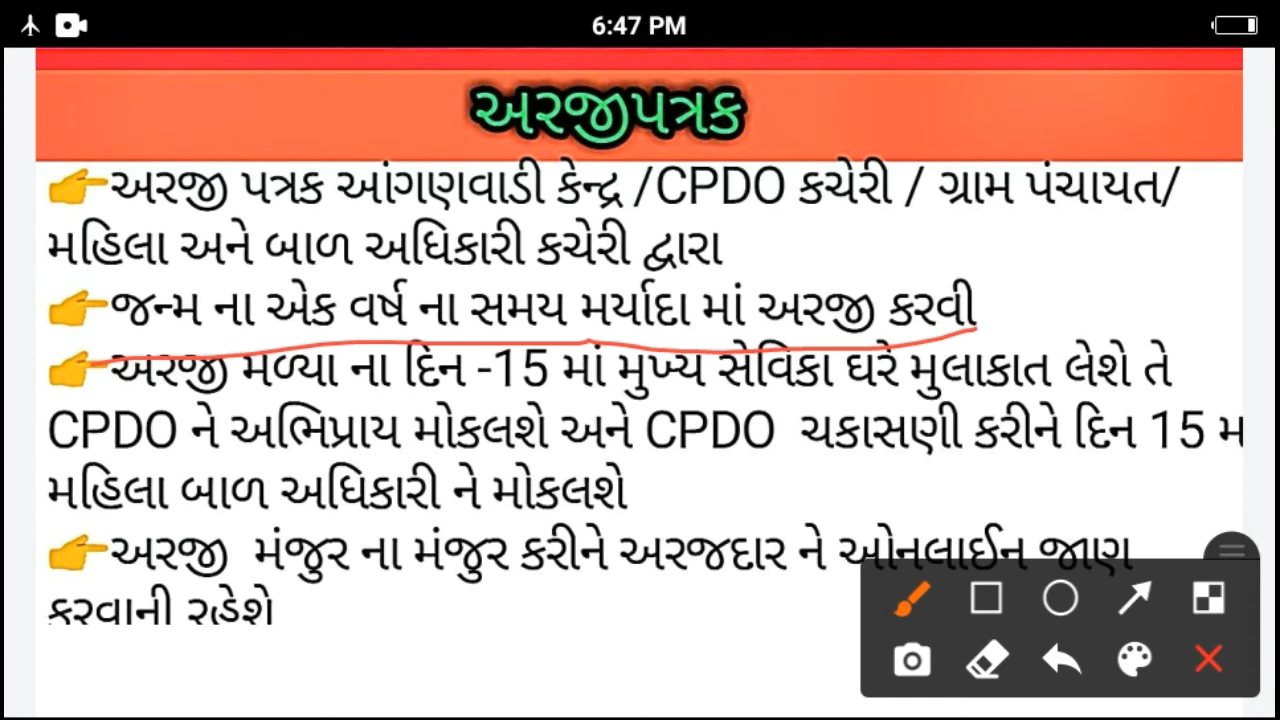 6:47 PM
અરજીપત્રક
👉અરજી પત્રક આંગણવાડી કેન્દ્ર /CPDO કચેરી / ગ્રામ પંચાયત/
મહિલા અને બાળ અધિકારી કચેરી દ્વારા
👉જન્મ ના એક વર્ષ ના સમય મર્યાદા માં અરજી કરવી
👉અરજી મળ્યા ના દિન -15 માં મુખ્ય સેવિકા ઘરે મુલાકાત લેશે તે
CPDO ને અભિપ્રાય મોકલશે અને CPDO ચકાસણી કરીને દિન 15 મ
મહિલા બાળ અધિકારી ને મોકલશે
👉અરજી મંજુર ના મંજુર કરીને અરજદાર ને ઓનલાઈન જાણ
કરવાની રહેશે